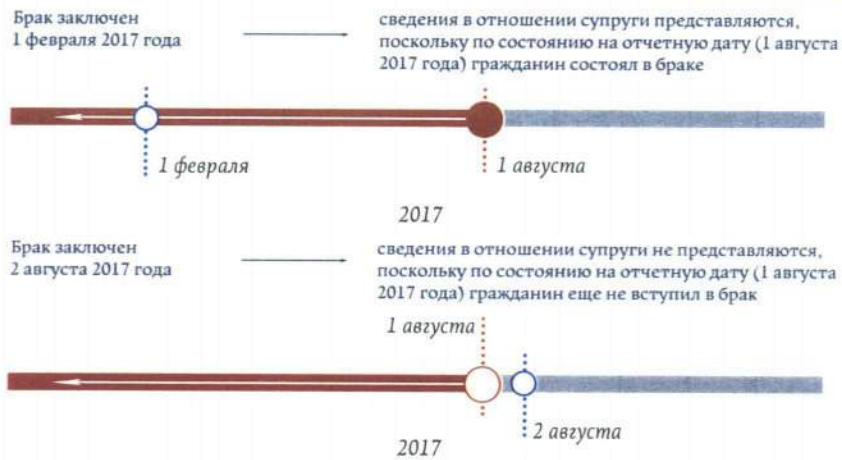 Брак заключен
1 февраля 2017 года
сведения в отношении супруги представляются,
поскольку по состоянию на отчетную дату (1 августа
2017 года) гражданин состоял в браке
1 февраля
1 августа
2017
Брак заключен
2 августа 2017 года
сведения в отношении супруги не представляются,
поскольку по состоянию на отчетную дату (1 августа
2017 года) гражданин еще не вступил в брак
1 августа
2 августа
2017